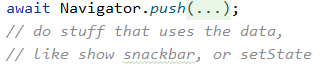 await Navigator.push(...);
// do stuff that uses the data,
// like show snackbar, or setState